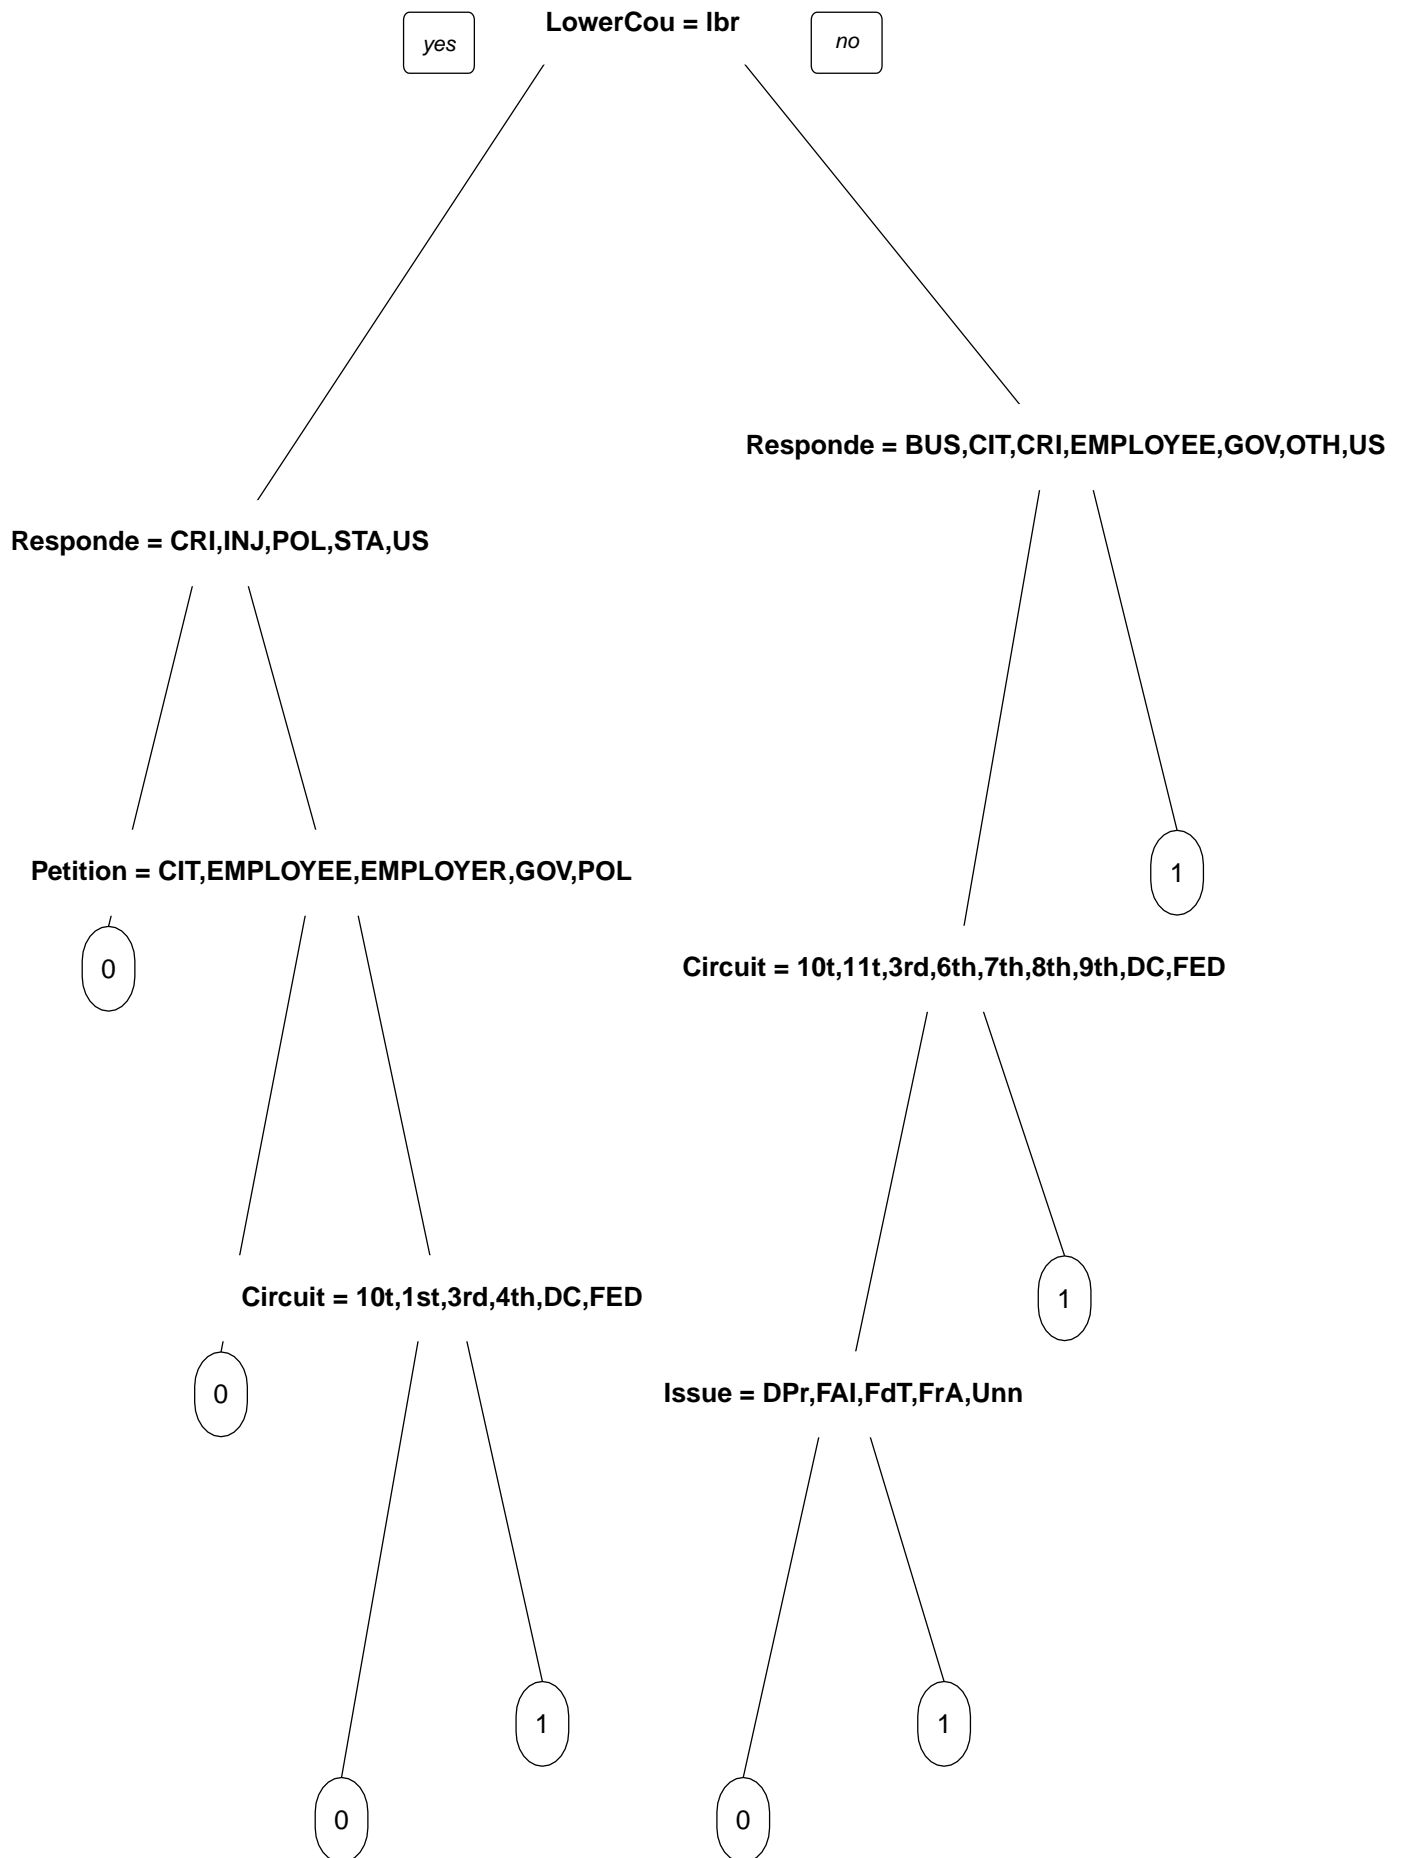 LowerCou = lbr
yes
no
Responde = BUS,CIT,CRI,EMPLOYEE,GOV,OTH,US
Responde = CRI,INJ,POL,STA,US
Petition = CIT,EMPLOYEE,EMPLOYER,GOV,POL
1
0
Circuit = 10t,11t,3rd,6th,7th,8th,9th,DC,FED
Circuit = 10t,1st,3rd,4th,DC,FED
1
0
Issue = DPr,FAI,FdT,FrA,Unn
1
1
0
0